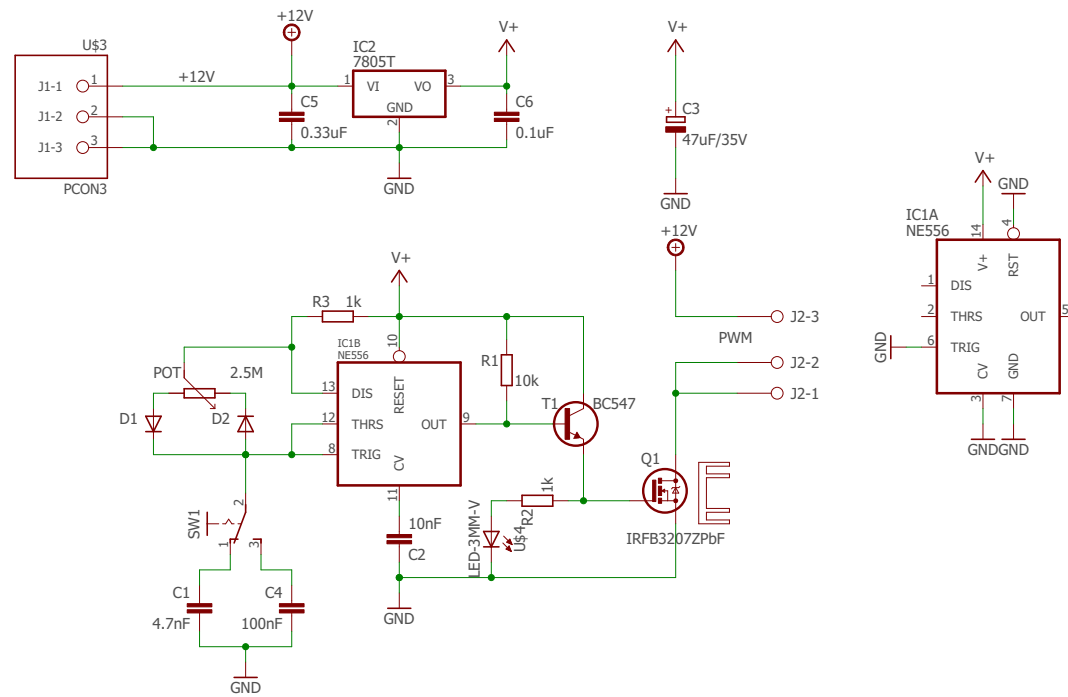 U$3
J1-1
1
J1-2
2
J1-3
3
PCON3
+12V
+12V
C5
0.33uF
IC2
7805T
1
VI
VO
3
GND
2
GND
V+
C6
0.1uF
V+
+
C3
47uF/35V
GND
+12V
J2-3
PWM
J2-2
J2-1
V+
GND
IC1A
NE556
14
4
V+
RST
1
DIS
2
THRS
OUT
5
6
TRIG
GND
CV
GND
3
7
GND
GND
V+
R3
1k
IC1B
NE556
10
RESET
POT
2.5M
13
DIS
D1
D2
12
THRS
OUT
9
8
TRIG
CV
11
R1
10k
T1
BC547
Q1
IRFB3207ZPbF
1k
R2
LED-3MM-V
U$4
10nF
C2
GND
SW1
2
1
3
C1
4.7nF
C4
100nF
GND